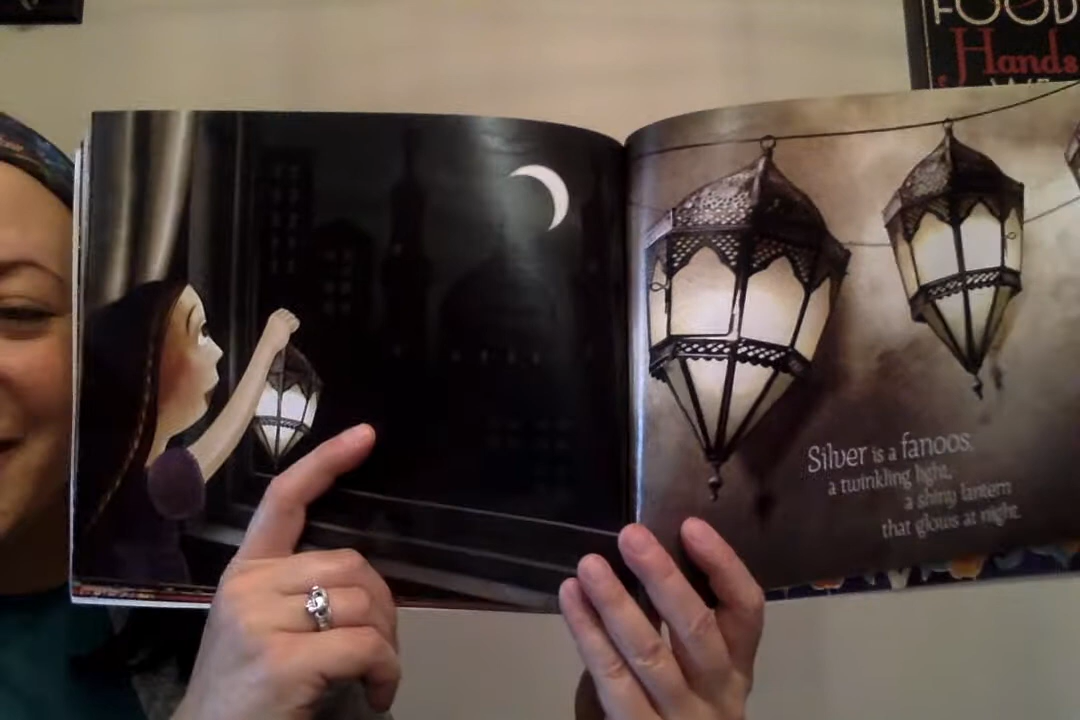 FOOD
Hands
Silver is a fanoos,
a twinkling light,
a shiny lantern
that glows at night.